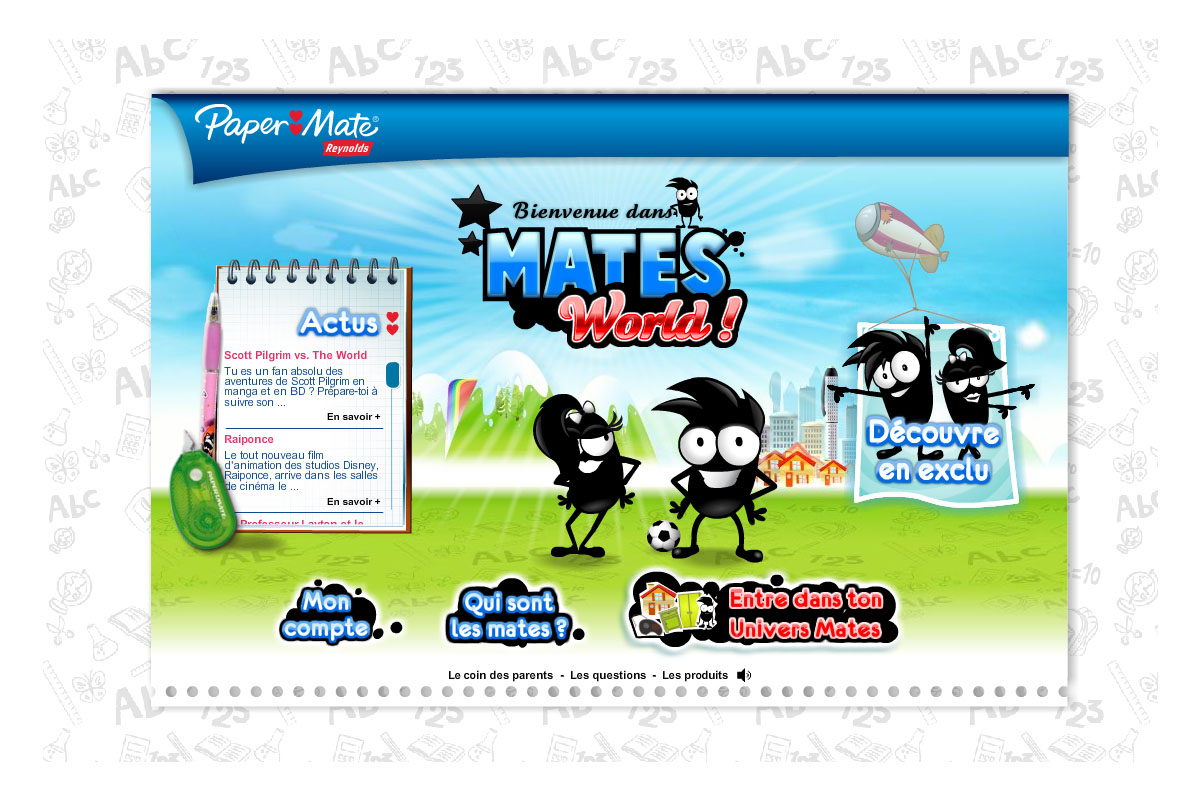 Paper Mate®
Reynolds
Bienvenue dans
MATES
World !
Actus
Scott Pilgrim vs. The World
Tu es un fan absolu des
aventures de Scott Pilgrim en
manga et en BD ? Prépare-toi à
suivre son ...
En savoir +
Raiponce
Le tout nouveau film
d'animation des studios Disney,
Raiponce, arrive dans les salles
de cinéma le ...
En savoir +
Professeur Layton et le
Découvre
en exclu
Mon
compte
Qui sont
les mates ?
Entre dans ton
Univers Mates
Le coin des parents - Les questions - Les produits